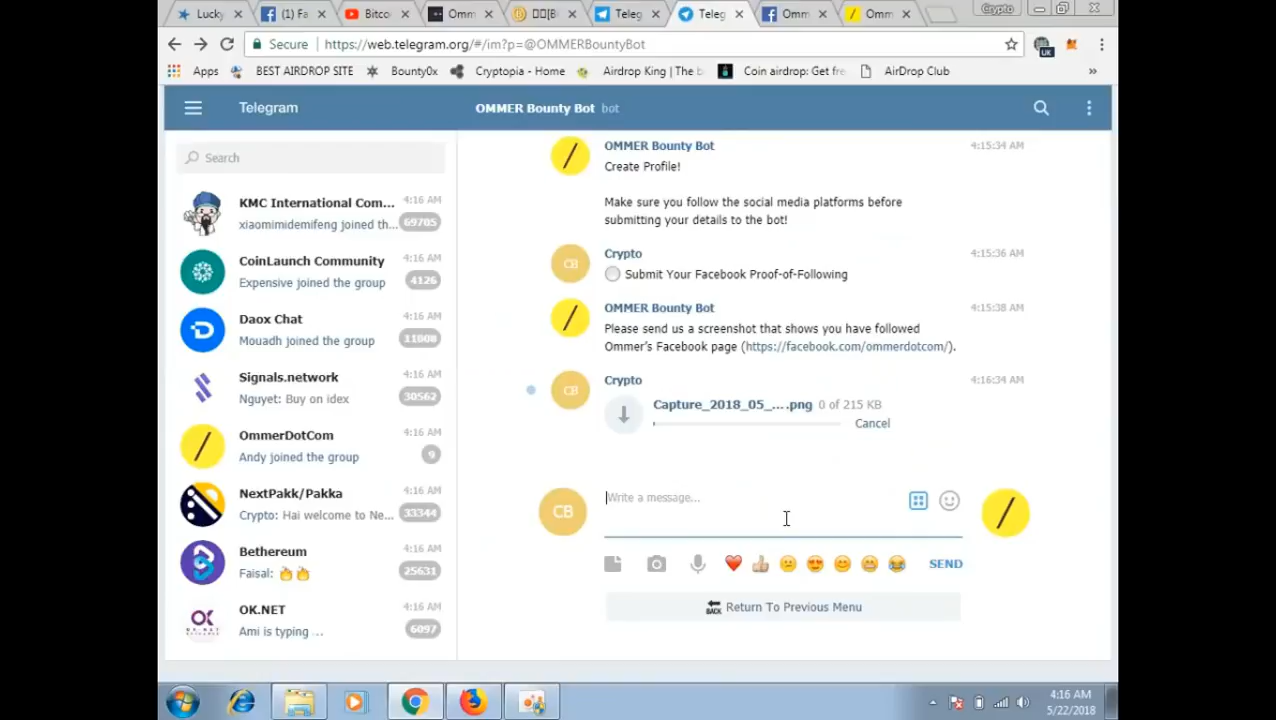 Lucky
(1) Fa
Bitco
Omm
[B
Teleg
Teleg
Omm
Omm
Crypto
Secure
https://web.telegram.org/#/im?p=@OMMERBountyBot
UK
Apps
BEST AIRDROP SITE
Bounty0x
Cryptopia - Home
Airdrop King | The b
Coin airdrop: Get fre
AirDrop Club
»
Telegram
OMMER Bounty Bot bot
Search
KMC International Com... 4:16 AM
xiaomimidemifeng joined th... 69705
CoinLaunch Community 4:16 AM
Expensive joined the group 4126
Daox Chat 4:16 AM
Mouadh joined the group 11808
Signals.network 4:16 AM
Nguyet: Buy on idex 30562
OmmerDotCom 4:16 AM
Andy joined the group 9
NextPakk/Pakka 4:16 AM
Crypto: Hai welcome to Ne... 33344
Bethereum 4:16 AM
Faisal: 👏👏 25631
OK.NET 4:16 AM
Ami is typing ... 6097
OMMER Bounty Bot 4:15:34 AM
Create Profile!
Make sure you follow the social media platforms before
submitting your details to the bot!
CB
Crypto 4:15:36 AM
Submit Your Facebook Proof-of-Following
OMMER Bounty Bot 4:15:38 AM
Please send us a screenshot that shows you have followed
Ommer's Facebook page (https://facebook.com/ommerdotcom/).
CB
Crypto 4:16:34 AM
Capture_2018_05_....png 0 of 215 KB
Cancel
CB
Write a message...
SEND
BACK Return To Previous Menu
4:16 AM
5/22/2018